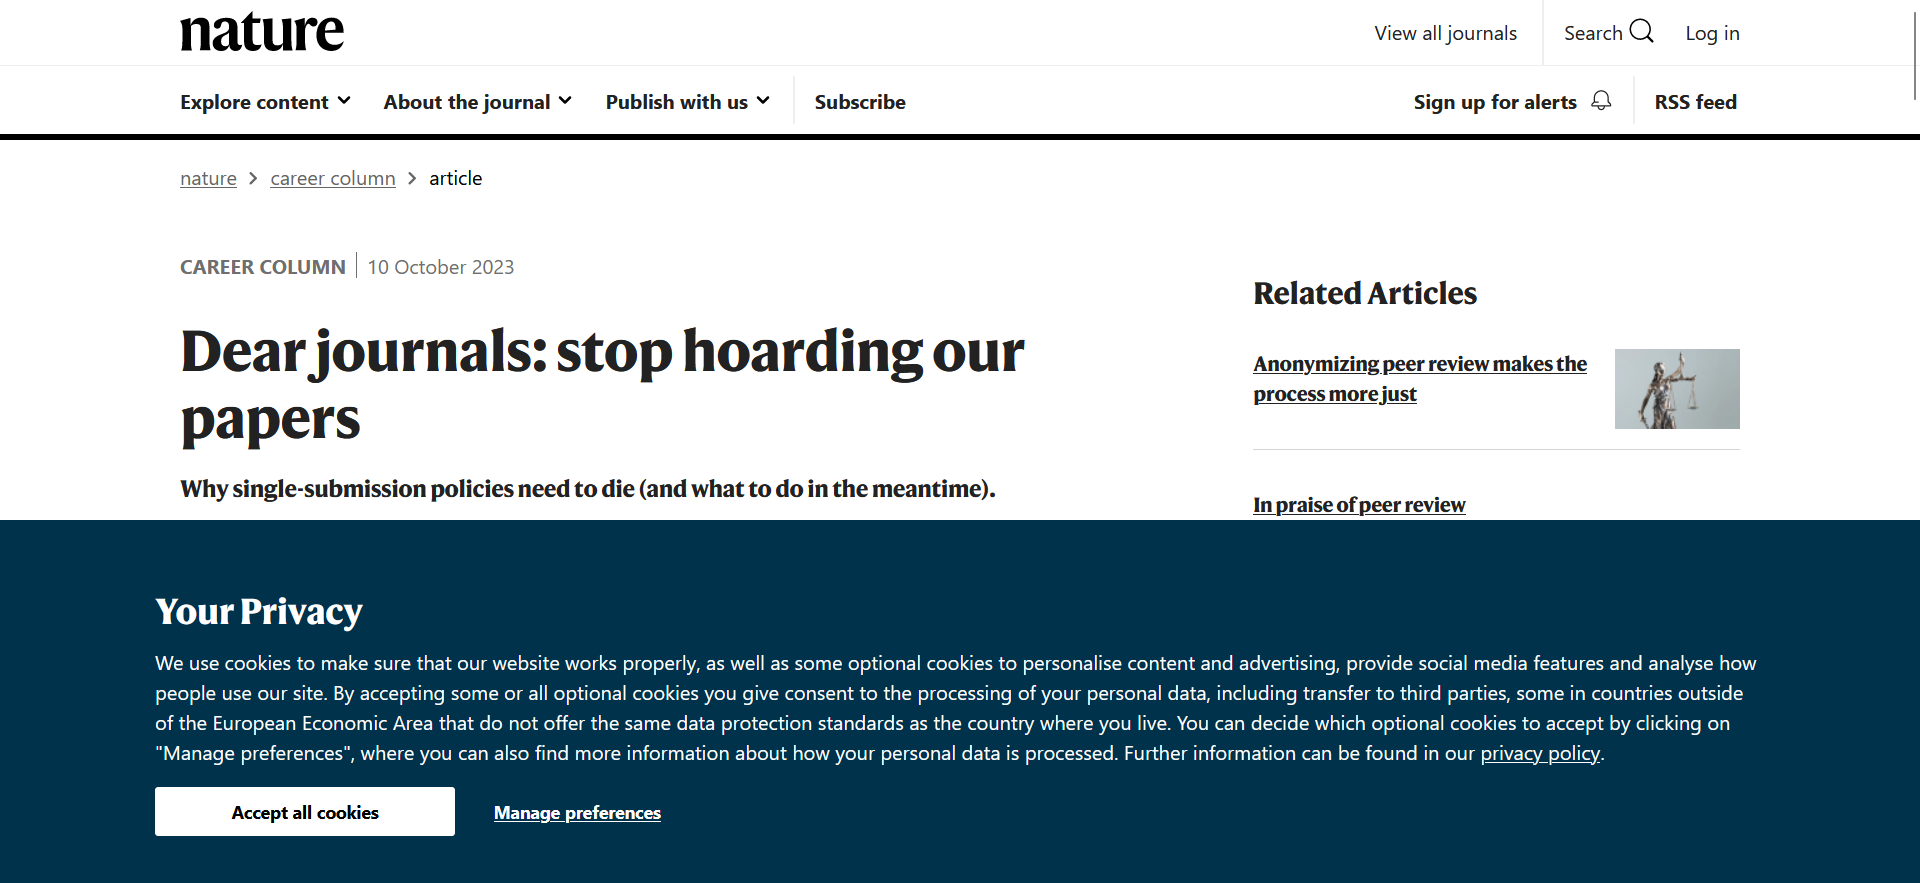 nature
View all journals
Search
Log in
Explore content
About the journal
Publish with us
Subscribe
Sign up for alerts
RSS feed
nature > career column > article
CAREER COLUMN | 10 October 2023
Dear journals: stop hoarding our
papers
Why single-submission policies need to die (and what to do in the meantime).
Related Articles
Anonymizing peer review makes the
process more just
In praise of peer review
Your Privacy
We use cookies to make sure that our website works properly, as well as some optional cookies to personalise content and advertising, provide social media features and analyse how
people use our site. By accepting some or all optional cookies you give consent to the processing of your personal data, including transfer to third parties, some in countries outside
of the European Economic Area that do not offer the same data protection standards as the country where you live. You can decide which optional cookies to accept by clicking on
"Manage preferences", where you can also find more information about how your personal data is processed. Further information can be found in our privacy policy.
Accept all cookies
Manage preferences